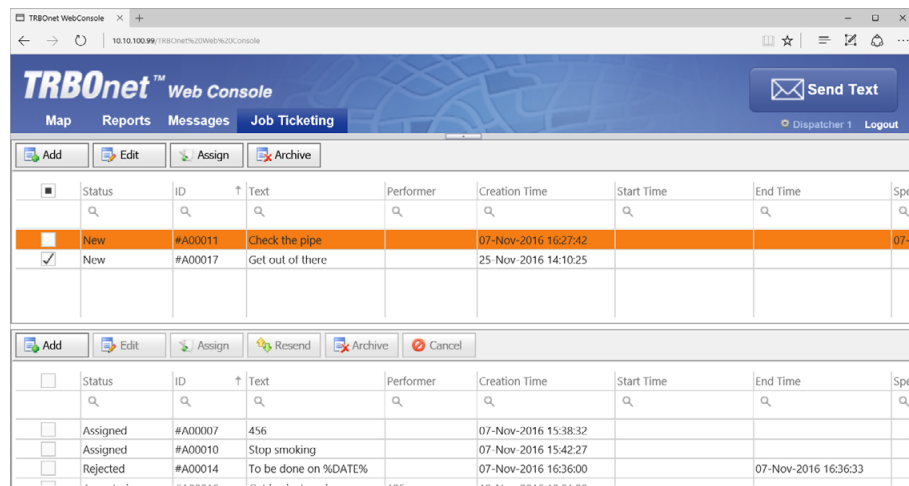 TRBOnet WebConsole
10.10.100.99/TRBOnet%20Web%20Console
TRBOnet™ Web Console
Send Text
Map Reports Messages Job Ticketing
Dispatcher 1 Logout
Add Edit Assign Archive
Status ID Text Performer Creation Time Start Time End Time Spe
New #A00011 Check the pipe 07-Nov-2016 16:27:42 07-
New #A00017 Get out of there 25-Nov-2016 14:10:25
Add Edit Assign Resend Archive Cancel
Status ID Text Performer Creation Time Start Time End Time Spe
Assigned #A00007 456 07-Nov-2016 15:38:32
Assigned #A00010 Stop smoking 07-Nov-2016 15:42:27
Rejected #A00014 To be done on %DATE% 07-Nov-2016 16:36:00 07-Nov-2016 16:36:33